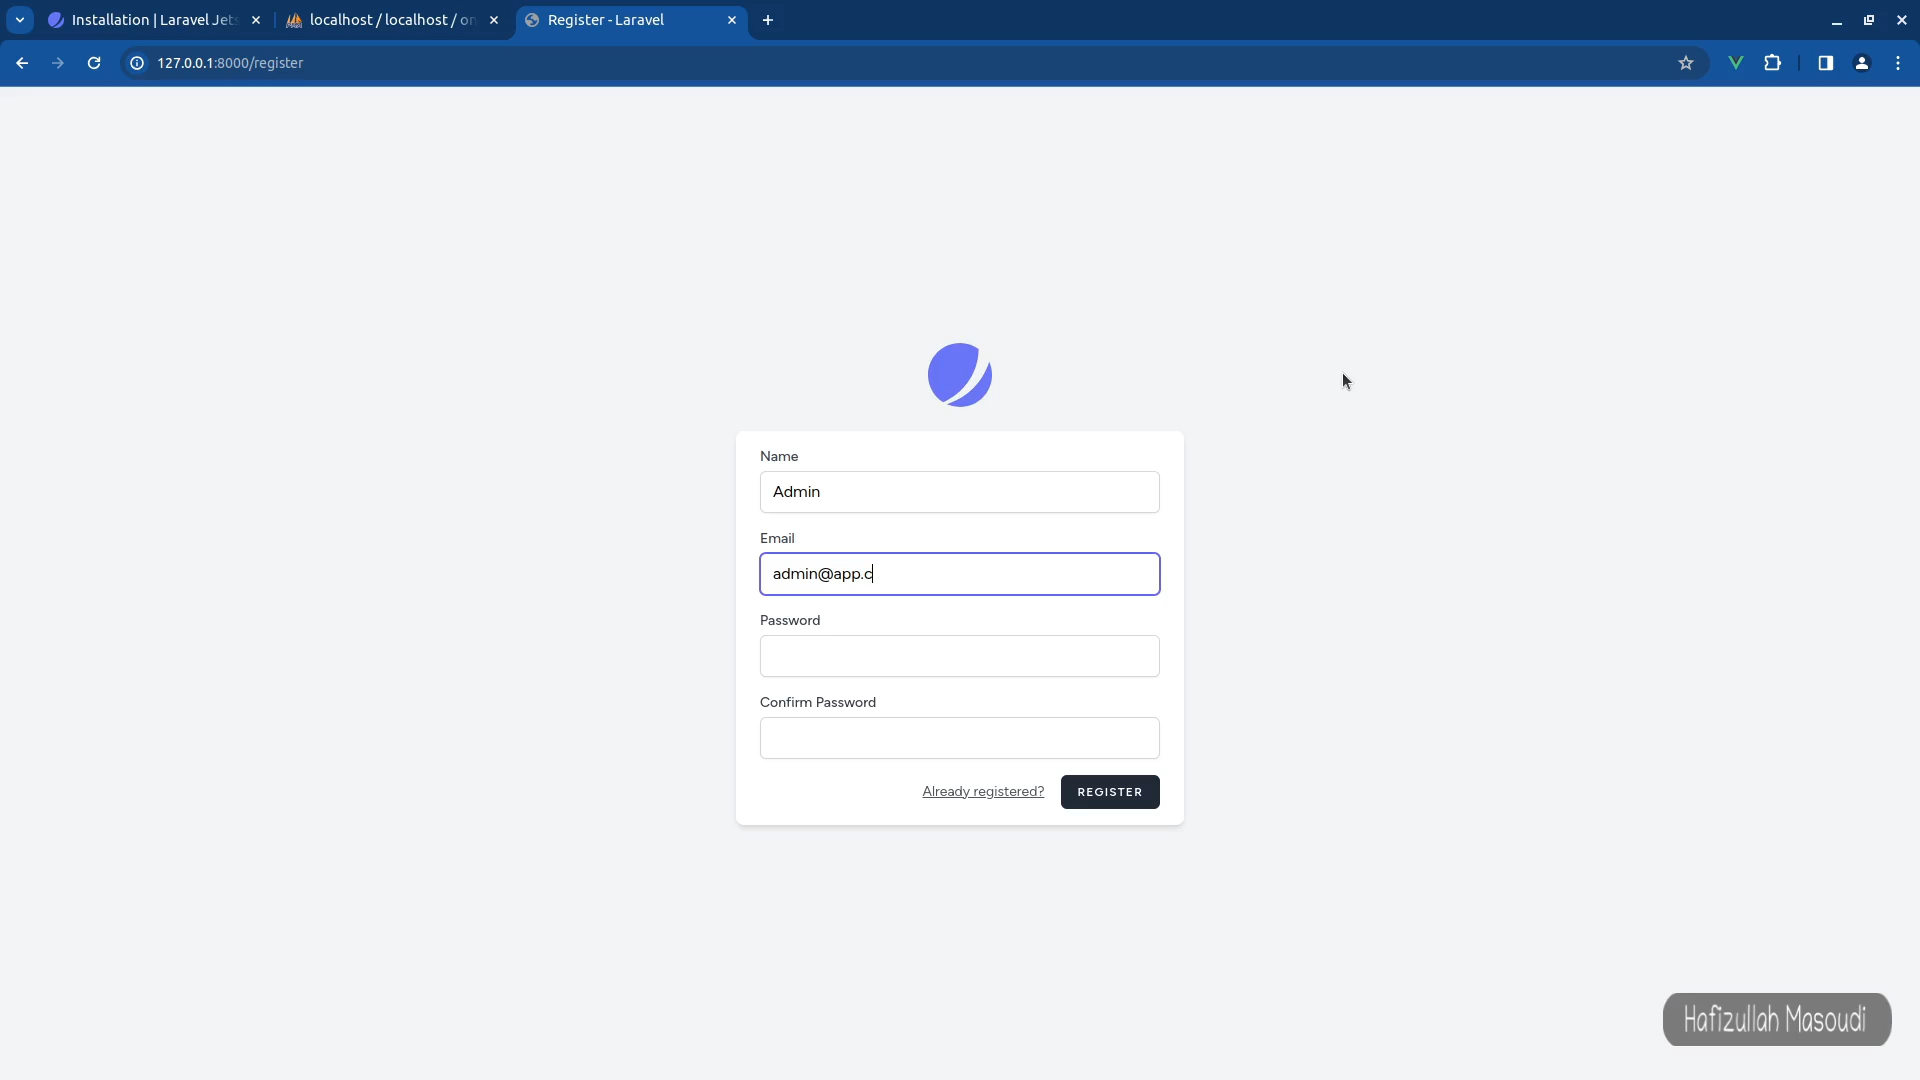 Installation | Laravel Jets
localhost / localhost / on
Register - Laravel
127.0.0.1:8000/register
Name
Admin
Email
admin@app.c
Password
Confirm Password
Already registered?
REGISTER
Hafizullah Masoudi